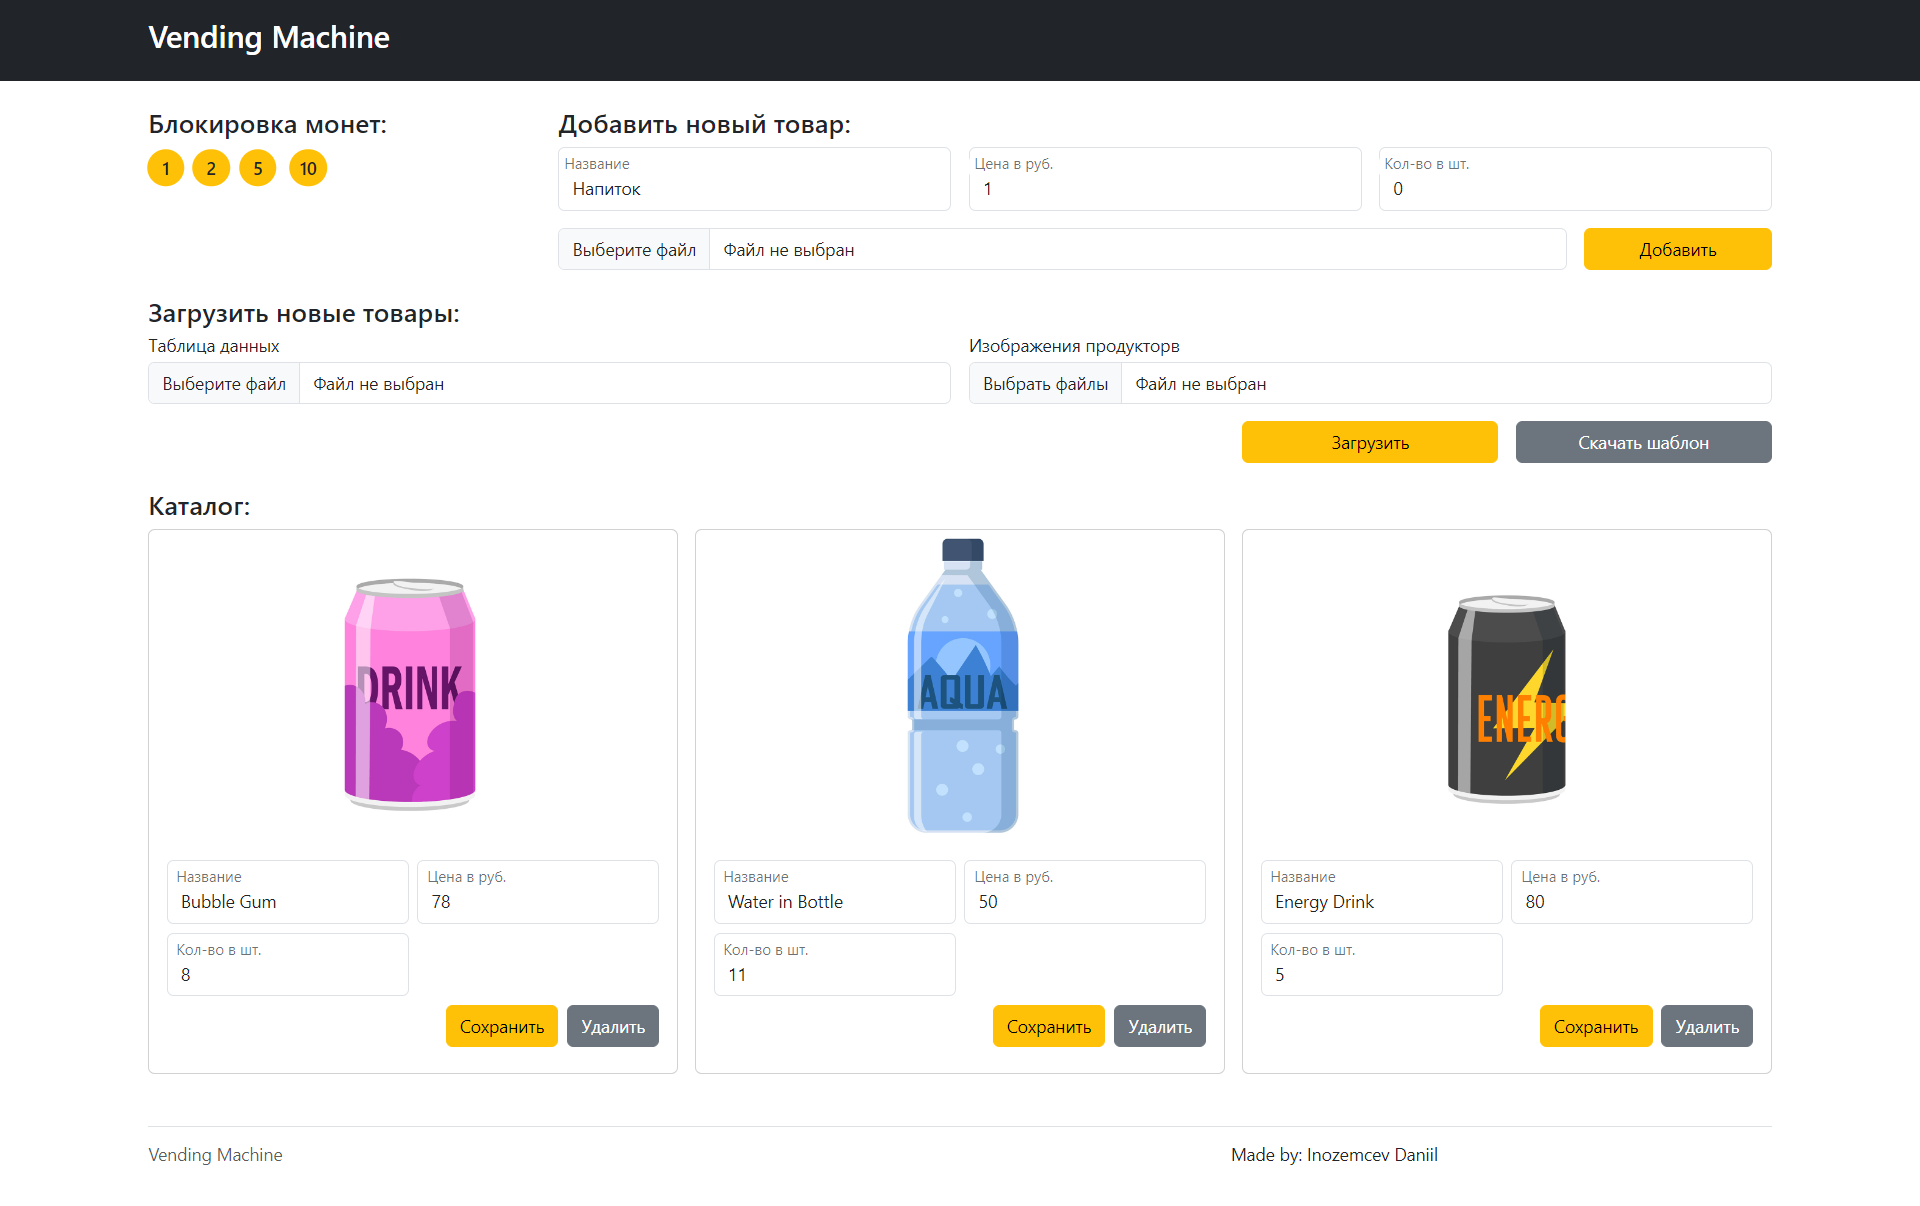 Vending Machine
Блокировка монет:
1 2 5 10
Добавить новый товар:
Название
Напиток
Цена в руб.
1
Кол-во в шт.
0
Выберите файл Файл не выбран
Добавить
Загрузить новые товары:
Таблица данных
Выберите файл Файл не выбран
Изображения продукторв
Выбрать файлы Файл не выбран
Загрузить
Скачать шаблон
Каталог:
DRINK
Название
Bubble Gum
Цена в руб.
78
Кол-во в шт.
8
Сохранить Удалить
AQUA
Название
Water in Bottle
Цена в руб.
50
Кол-во в шт.
11
Сохранить Удалить
ENERG
Название
Energy Drink
Цена в руб.
80
Кол-во в шт.
5
Сохранить Удалить
Vending Machine
Made by: Inozemcev Daniil